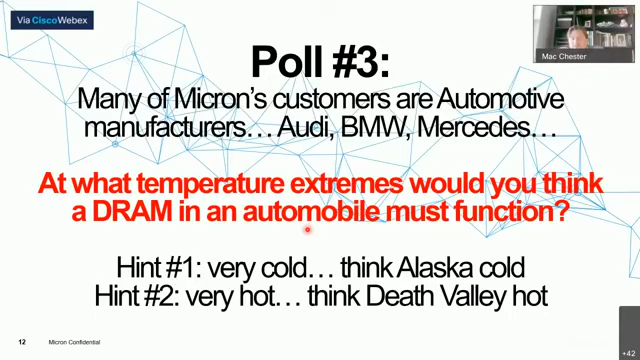 Via CiscoWebex
Mac Chester
Poll #3:
Many of Micron's customers are Automotive
manufacturers... Audi, BMW, Mercedes...
At what temperature extremes would you think
a DRAM in an automobile must function?
Hint #1: very cold... think Alaska cold
Hint #2: very hot... think Death Valley hot
12 Micron Confidential
+42